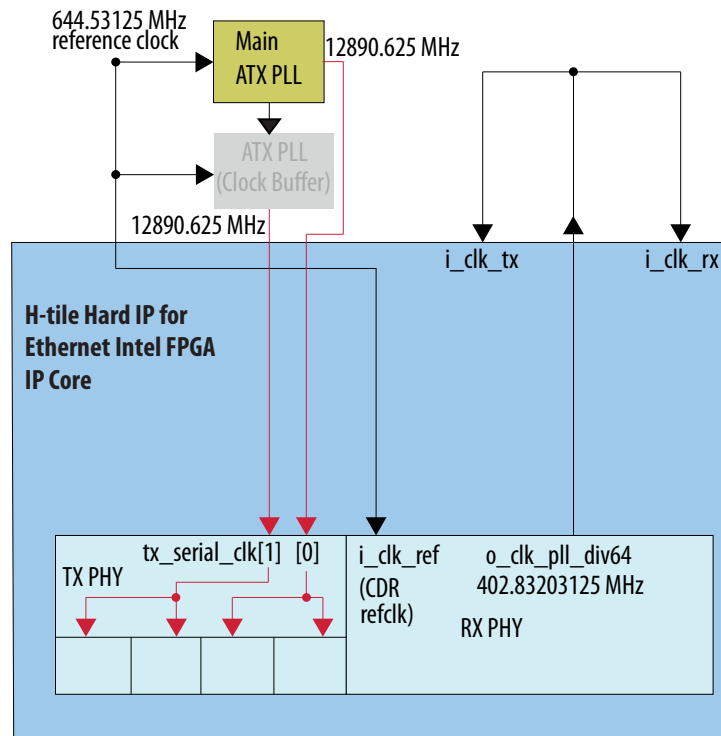 644.53125 MHz
reference clock
Main
ATX PLL
12890.625 MHz
ATX PLL
(Clock Buffer)
12890.625 MHz
i_clk_tx
i_clk_rx
H-tile Hard IP for
Ethernet Intel FPGA
IP Core
tx_serial_clk[1] [0]
TX PHY
i_clk_ref
(CDR
refclk)
o_clk_pll_div64
402.83203125 MHz
RX PHY